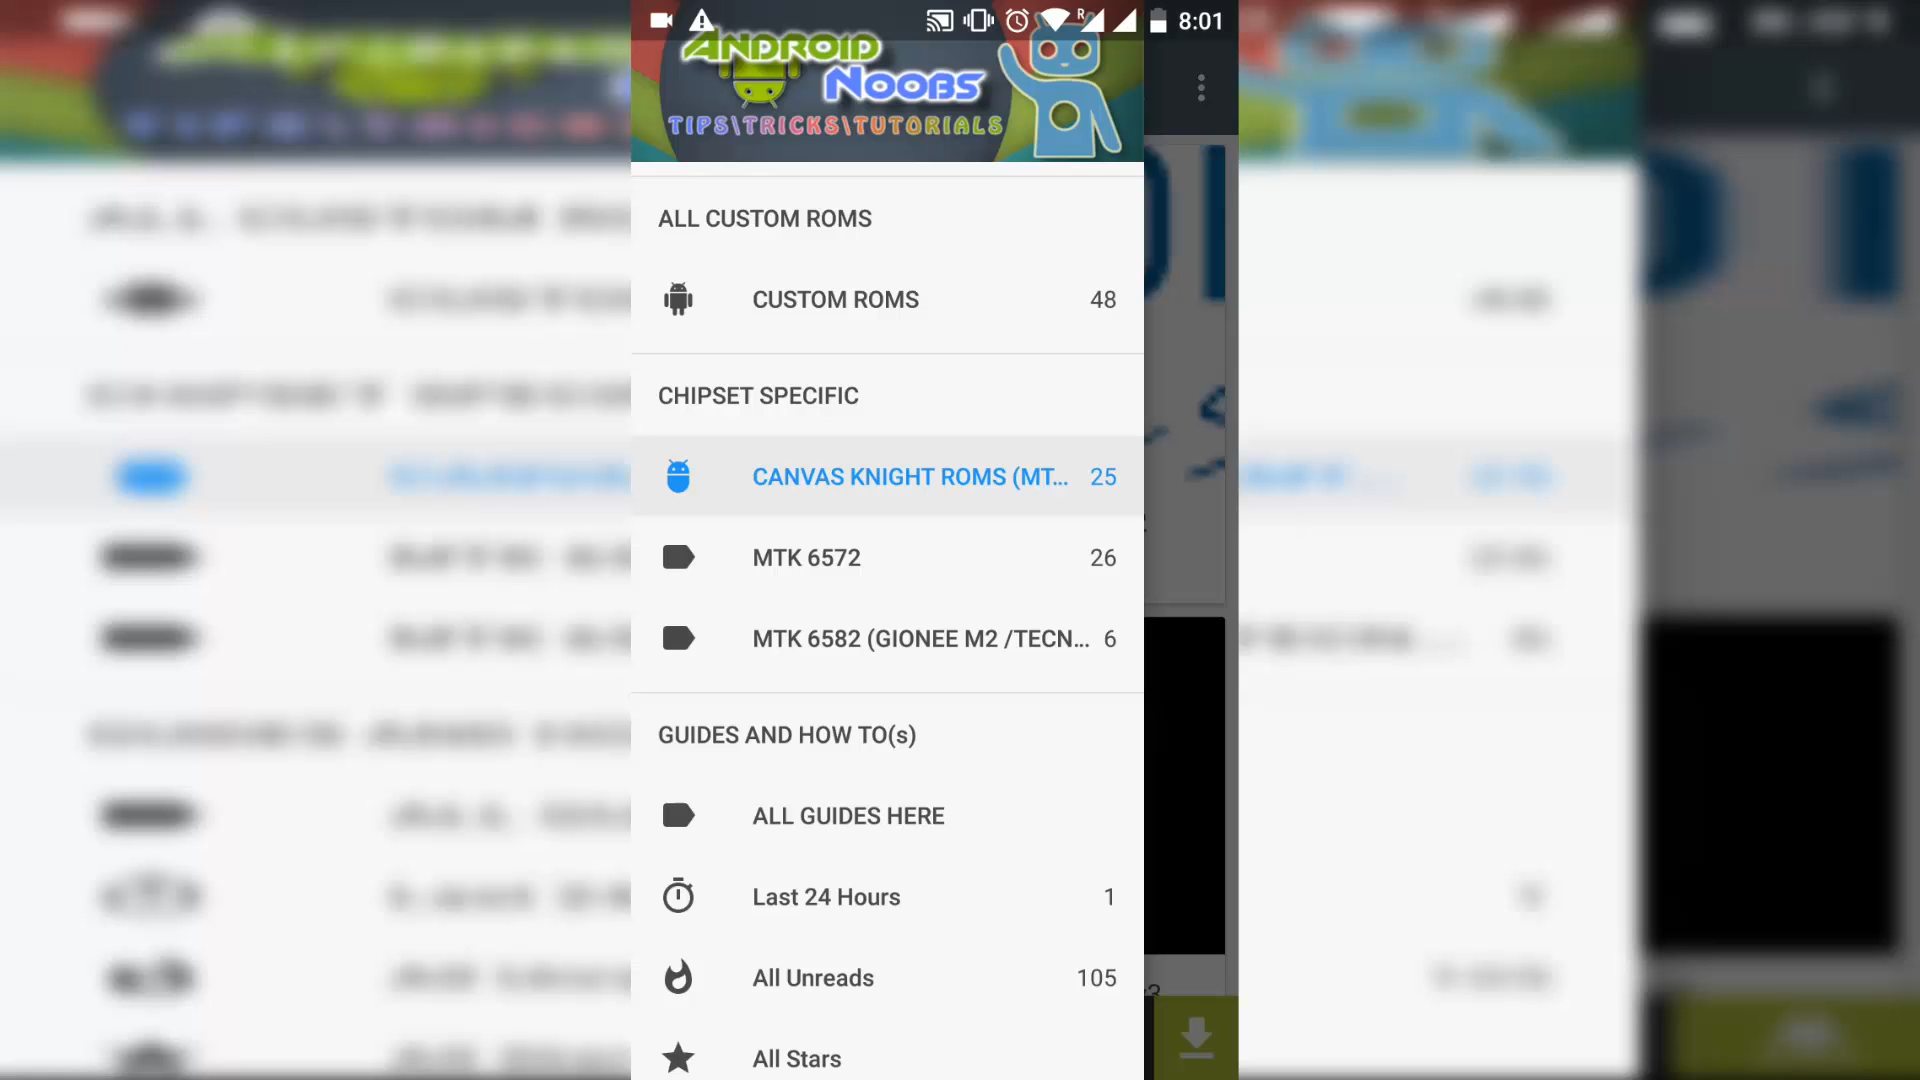 R
8:01
ANDROID
NOOBS
TIPS\TRICKS\TUTORIALS
ALL CUSTOM ROMS
CUSTOM ROMS 48
CHIPSET SPECIFIC
CANVAS KNIGHT ROMS (MT... 25
MTK 6572 26
MTK 6582 (GIONEE M2 /TECN... 6
GUIDES AND HOW TO(s)
ALL GUIDES HERE
Last 24 Hours 1
All Unreads 105
All Stars